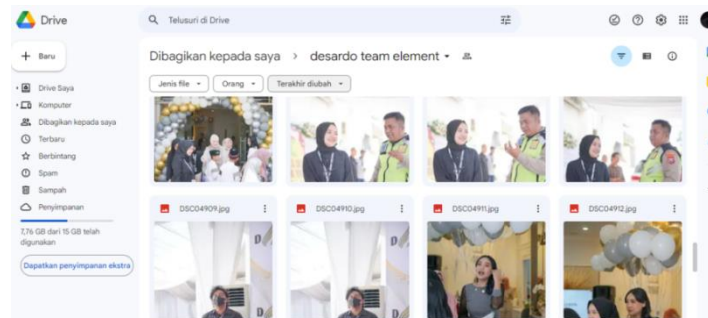 Drive
Telusuri di Drive
Baru
Dibagikan kepada saya > desardo team element
Jenis file
Orang
Terakhir diubah
Drive Saya
Komputer
Dibagikan kepada saya
Terbaru
Berbintang
Spam
Sampah
Penyimpanan
7,76 GB dari 15 GB telah
digunakan
Dapatkan penyimpanan ekstra
DSC04909.jpg
DSC04910.jpg
DSC04911.jpg
DSC04912.jpg
D
D